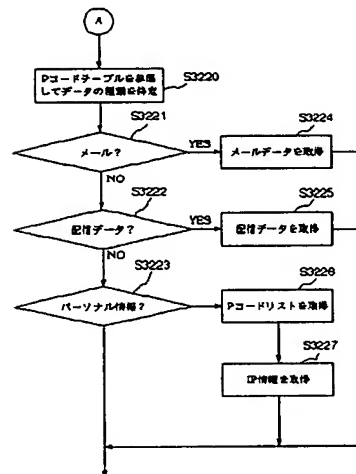 A
Pコードテーブルを参照
してデータの種類を特定
S3220
S3221
メール?
YES
S3224
メールデータを取得
NO
S3222
配信データ?
YES
S3225
配信データを取得
NO
S3223
パーソナル情報?
S3226
Pコードリストを取得
S3227
IP情報を取得